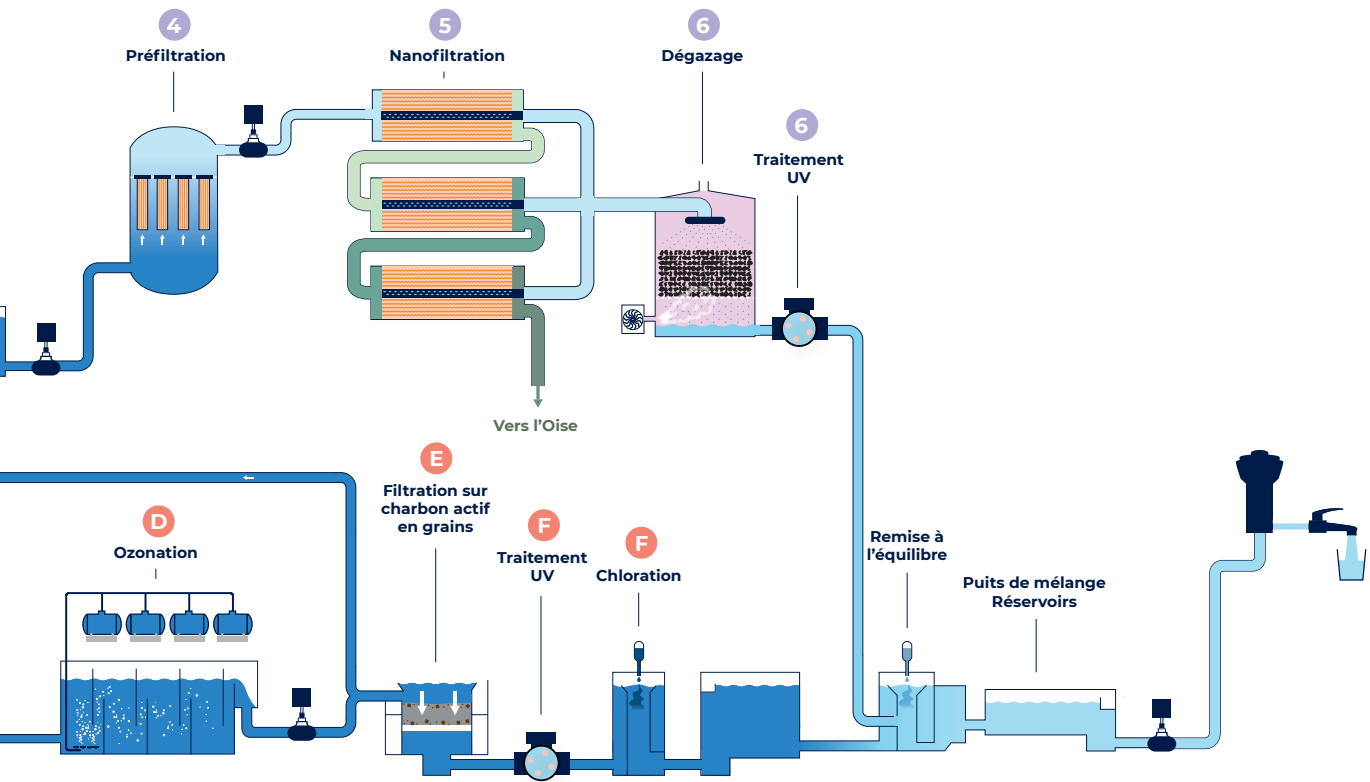 4
Préfiltration
5
Nanofiltration
6
Dégazage
6
Traitement
UV
Vers l'Oise
D
Ozonation
E
Filtration sur
charbon actif
en grains
F
Traitement
UV
F
Chloration
Remise à
l'équilibre
Puits de mélange
Réservoirs